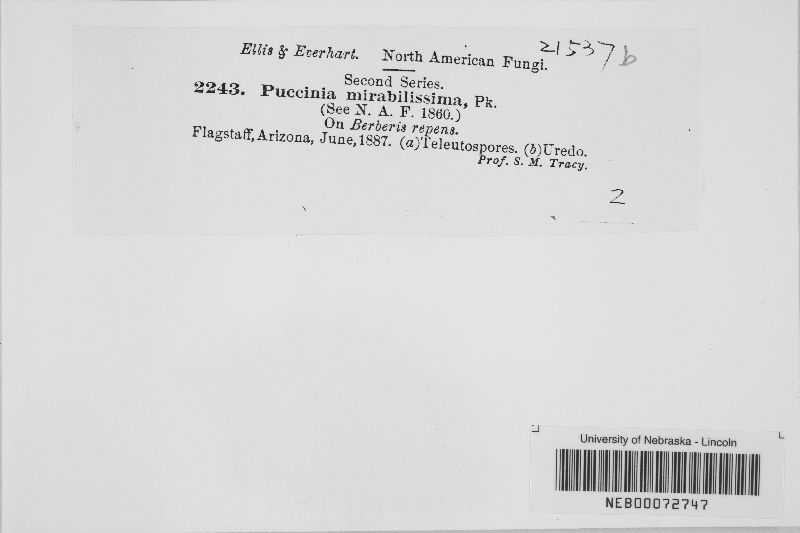 Ellis & Everhart. North American Fungi. 21537b
Second Series.
2243. Puccinia mirabilissima, Pk.
(See N. A. F. 1860.)
On Berberis repens.
Flagstaff, Arizona, June, 1887. (a) Teleutospores. (b) Uredo.
Prof. S. M. Tracy.
2
University of Nebraska - Lincoln
NEB00072747